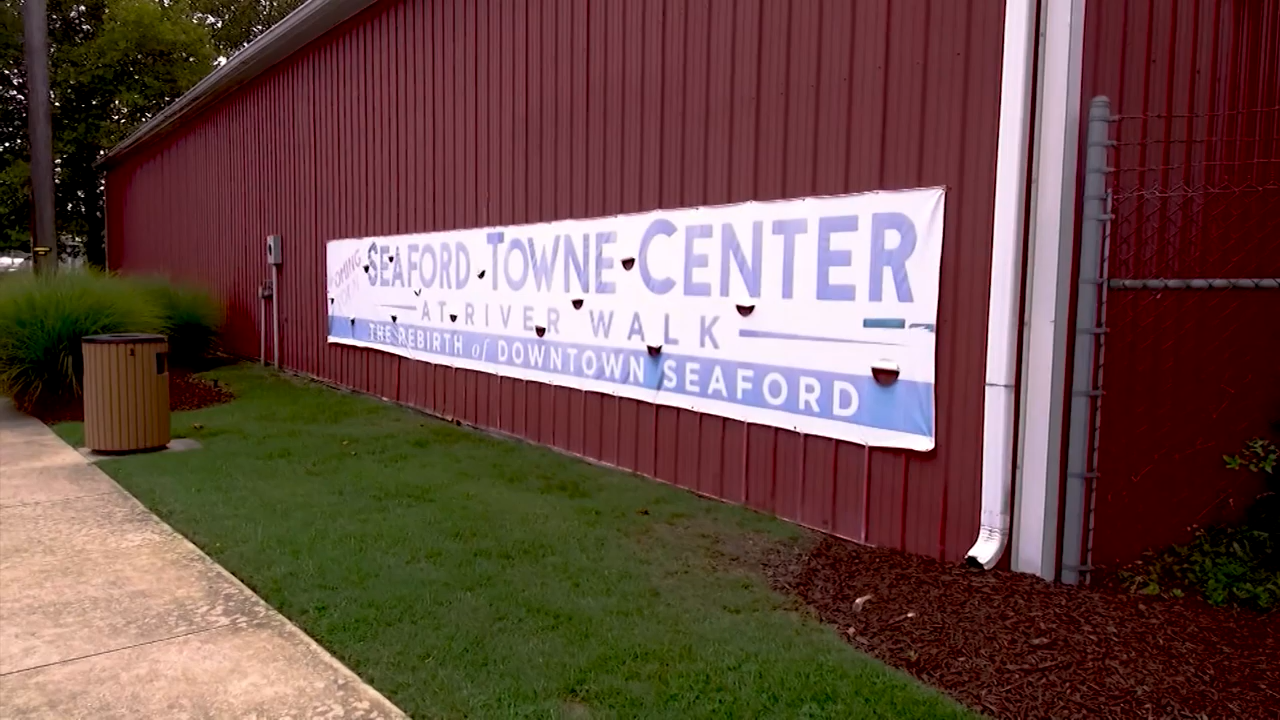 COMING
SOON
SEAFORD TOWNE CENTER
AT RIVER WALK
THE REBIRTH of DOWNTOWN SEAFORD